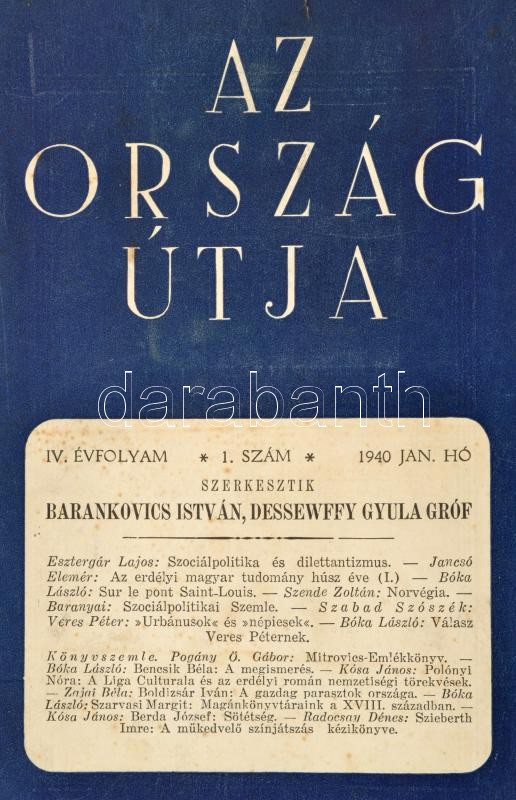 AZ
ORSZÁG
ÚTJA
darabanth
IV. ÉVFOLYAM * 1. SZÁM * 1940 JAN. HÓ
SZERKESZTIK
BARANKOVICS ISTVÁN, DESSEWFFY GYULA GRÓF
Esztergár Lajos: Szociálpolitika és dilettantizmus. — Jancsó
Elemér: Az erdélyi magyar tudomány húsz éve (I.) — Bóka
László: Sur le pont Saint-Louis. — Szende Zoltán: Norvégia. —
Baranyai: Szociálpolitikai Szemle. — Szabad Szószék:
Veres Péter: »Urbánusok« és »népiesek«. — Bóka László: Válasz
Veres Péternek.
Könyvszemle. Pogány Ö. Gábor: Mitrovics-Emlékkönyv. —
Bóka László: Bencsik Béla: A megismerés. — Kósa János: Polónyi
Nóra: A Liga Culturala és az erdélyi román nemzetiségi törekvések.
— Zajai Béla: Boldizsár Iván: A gazdag parasztok országa. — Bóka
László: Szarvasi Margit: Magánkönyvtáraink a XVIII. században. —
Kósa János: Berda József: Sötétség. — Radocsay Dénes: Szieberth
Imre: A műkedvelő színjátszás kézikönyve.